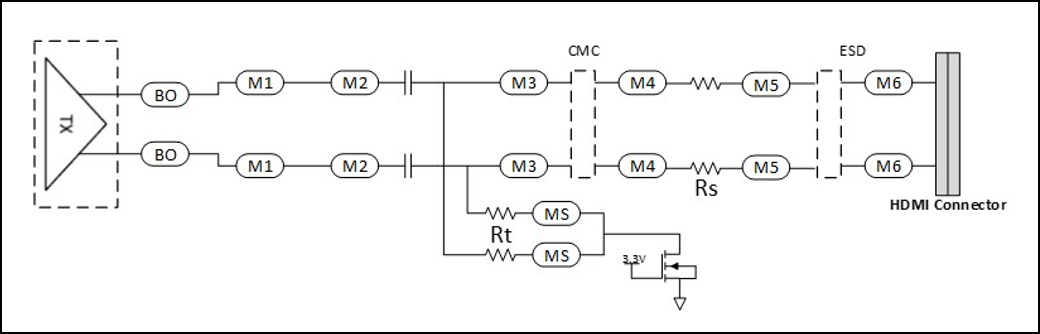 CMC
ESD
BO M1 M2 M3 M4 M5 M6
TX
BO M1 M2 M3 M4 M5 M6
Rs
HDMI Connector
MS
Rt
MS
3.3V